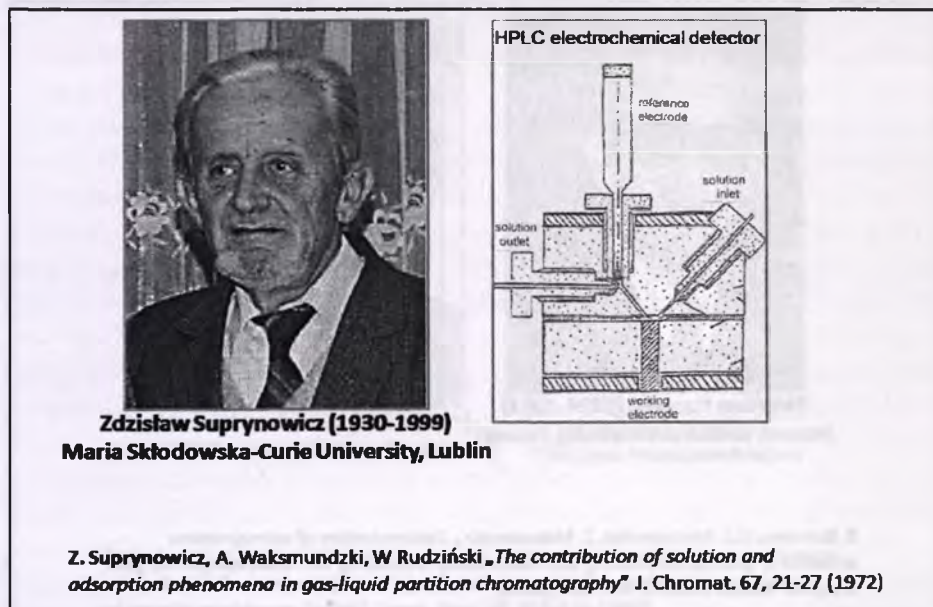 HPLC electrochemical detector
reference
electrode
solution
inlet
solution
outlet
working
electrode
Zdzisław Suprynowicz (1930-1999)
Maria Skłodowska-Curie University, Lublin
Z. Suprynowicz, A. Waksmundzki, W Rudziński „The contribution of solution and
adsorption phenomena in gas-liquid partition chromatography" J. Chromat. 67, 21-27 (1972)